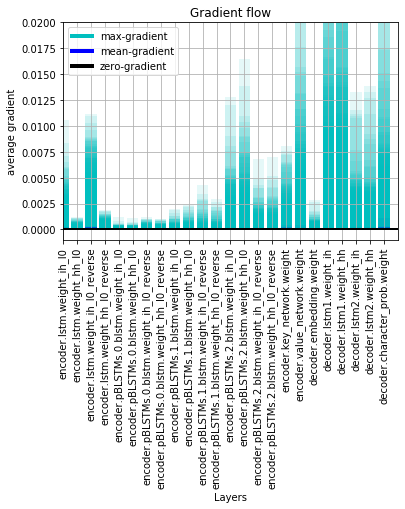 Gradient flow
max-gradient
mean-gradient
zero-gradient
0.0200
0.0175
0.0150
0.0125
0.0100
0.0075
0.0050
0.0025
0.0000
average gradient
encoder.lstm.weight_ih_l0
encoder.lstm.weight_hh_l0
encoder.lstm.weight_ih_l0_reverse
encoder.lstm.weight_hh_l0_reverse
encoder.pBLSTMs.0.blstm.weight_ih_l0
encoder.pBLSTMs.0.blstm.weight_hh_l0
encoder.pBLSTMs.0.blstm.weight_ih_l0_reverse
encoder.pBLSTMs.0.blstm.weight_hh_l0_reverse
encoder.pBLSTMs.1.blstm.weight_ih_l0
encoder.pBLSTMs.1.blstm.weight_hh_l0
encoder.pBLSTMs.1.blstm.weight_ih_l0_reverse
encoder.pBLSTMs.1.blstm.weight_hh_l0_reverse
encoder.pBLSTMs.2.blstm.weight_ih_l0
encoder.pBLSTMs.2.blstm.weight_hh_l0
encoder.pBLSTMs.2.blstm.weight_ih_l0_reverse
encoder.pBLSTMs.2.blstm.weight_hh_l0_reverse
encoder.key_network.weight
encoder.value_network.weight
decoder.embedding.weight
decoder.lstm1.weight_ih
decoder.lstm1.weight_hh
decoder.lstm2.weight_ih
decoder.lstm2.weight_hh
decoder.character_prob.weight
Layers